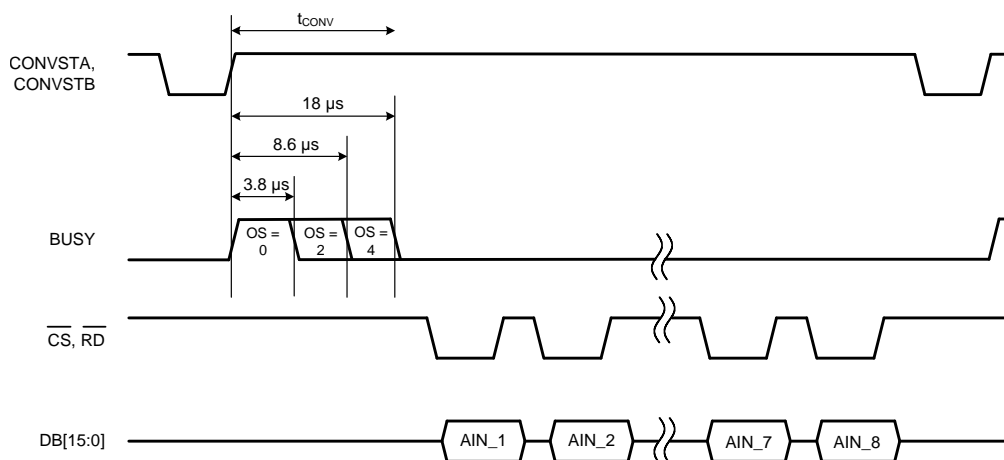 tCONV
CONVSTA,
CONVSTB
18 µs
8.6 µs
3.8 µs
BUSY
OS =
0
OS =
2
OS =
4
CS, RD
DB[15:0]
AIN_1
AIN_2
AIN_7
AIN_8